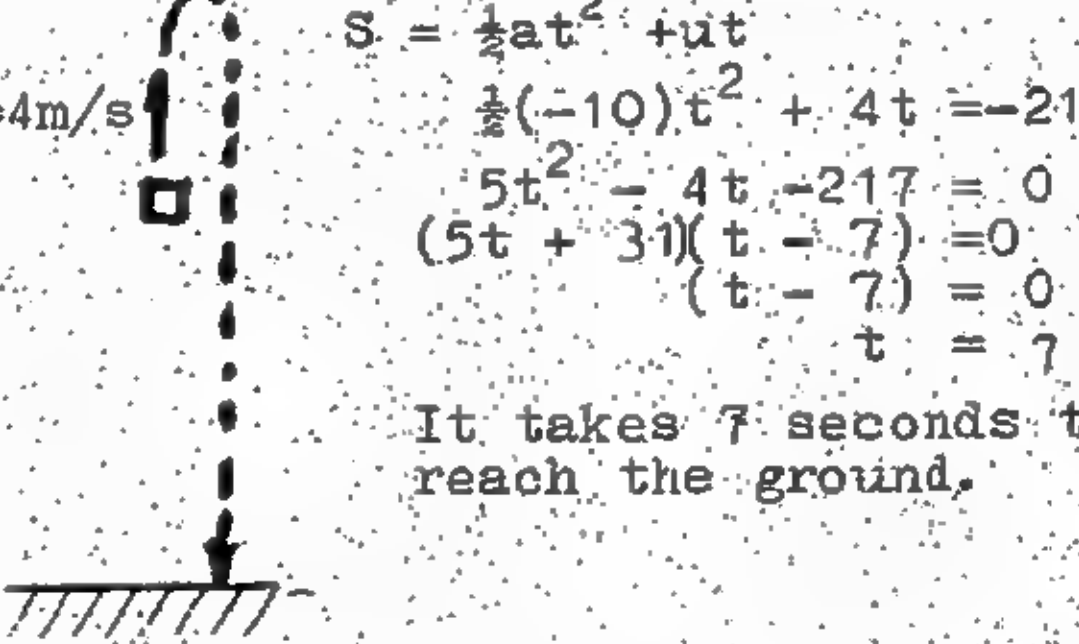 S = ½at² +ut
4m/s
½(-10)t² + 4t =-21
5t² - 4t -217 = 0
(5t + 31)(t - 7) =0
(t - 7) = 0
t = 7
It takes 7 seconds t
reach the ground.